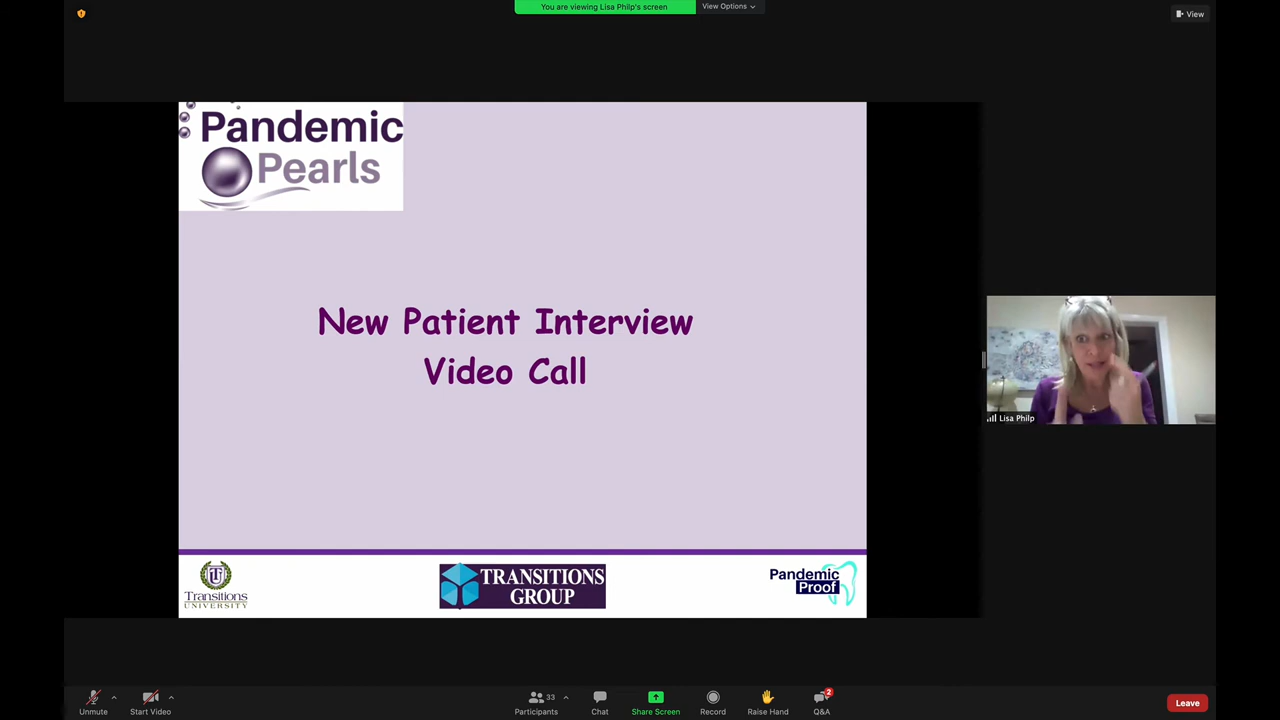 You are viewing Lisa Philp's screen
View Options
View
Pandemic
Pearls
New Patient Interview
Video Call
Lisa Philp
Transitions
UNIVERSITY
TRANSITIONS
GROUP
Pandemic
Proof
Unmute
Start Video
33
Participants
Chat
Share Screen
Record
Raise Hand
2
Q&A
Leave